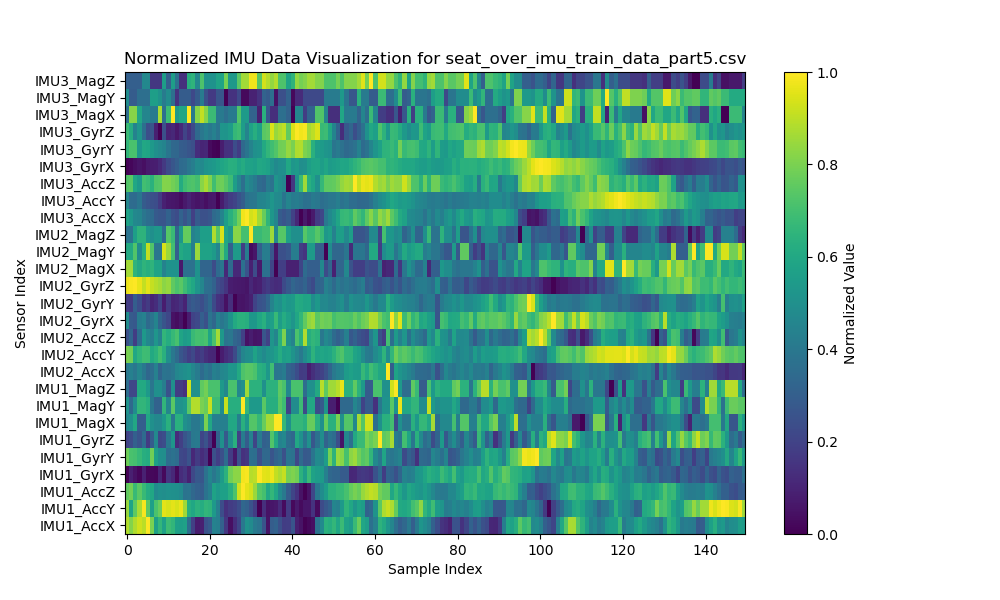 Normalized IMU Data Visualization for seat_over_imu_train_data_part5.csv
IMU3_MagZ
IMU3_MagY
IMU3_MagX
IMU3_GyrZ
IMU3_GyrY
IMU3_GyrX
IMU3_AccZ
IMU3_AccY
IMU3_AccX
IMU2_MagZ
IMU2_MagY
IMU2_MagX
IMU2_GyrZ
IMU2_GyrY
IMU2_GyrX
IMU2_AccZ
IMU2_AccY
IMU2_AccX
IMU1_MagZ
IMU1_MagY
IMU1_MagX
IMU1_GyrZ
IMU1_GyrY
IMU1_GyrX
IMU1_AccZ
IMU1_AccY
IMU1_AccX
Sensor Index
0 20 40 60 80 100 120 140
Sample Index
1.0
0.8
0.6
0.4
0.2
0.0
Normalized Value